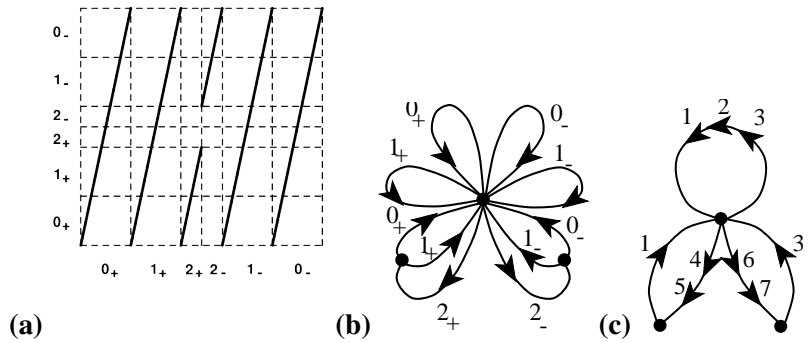 0-
1-
2-
2+
1+
0+
0+ 1+ 2+ 2- 1- 0-
(a)
0+ 0-
1+ 1-
0+ 0-
1+ 1-
2+ 2-
(b)
1 2 3
1 4 6 3
5 7
(c)